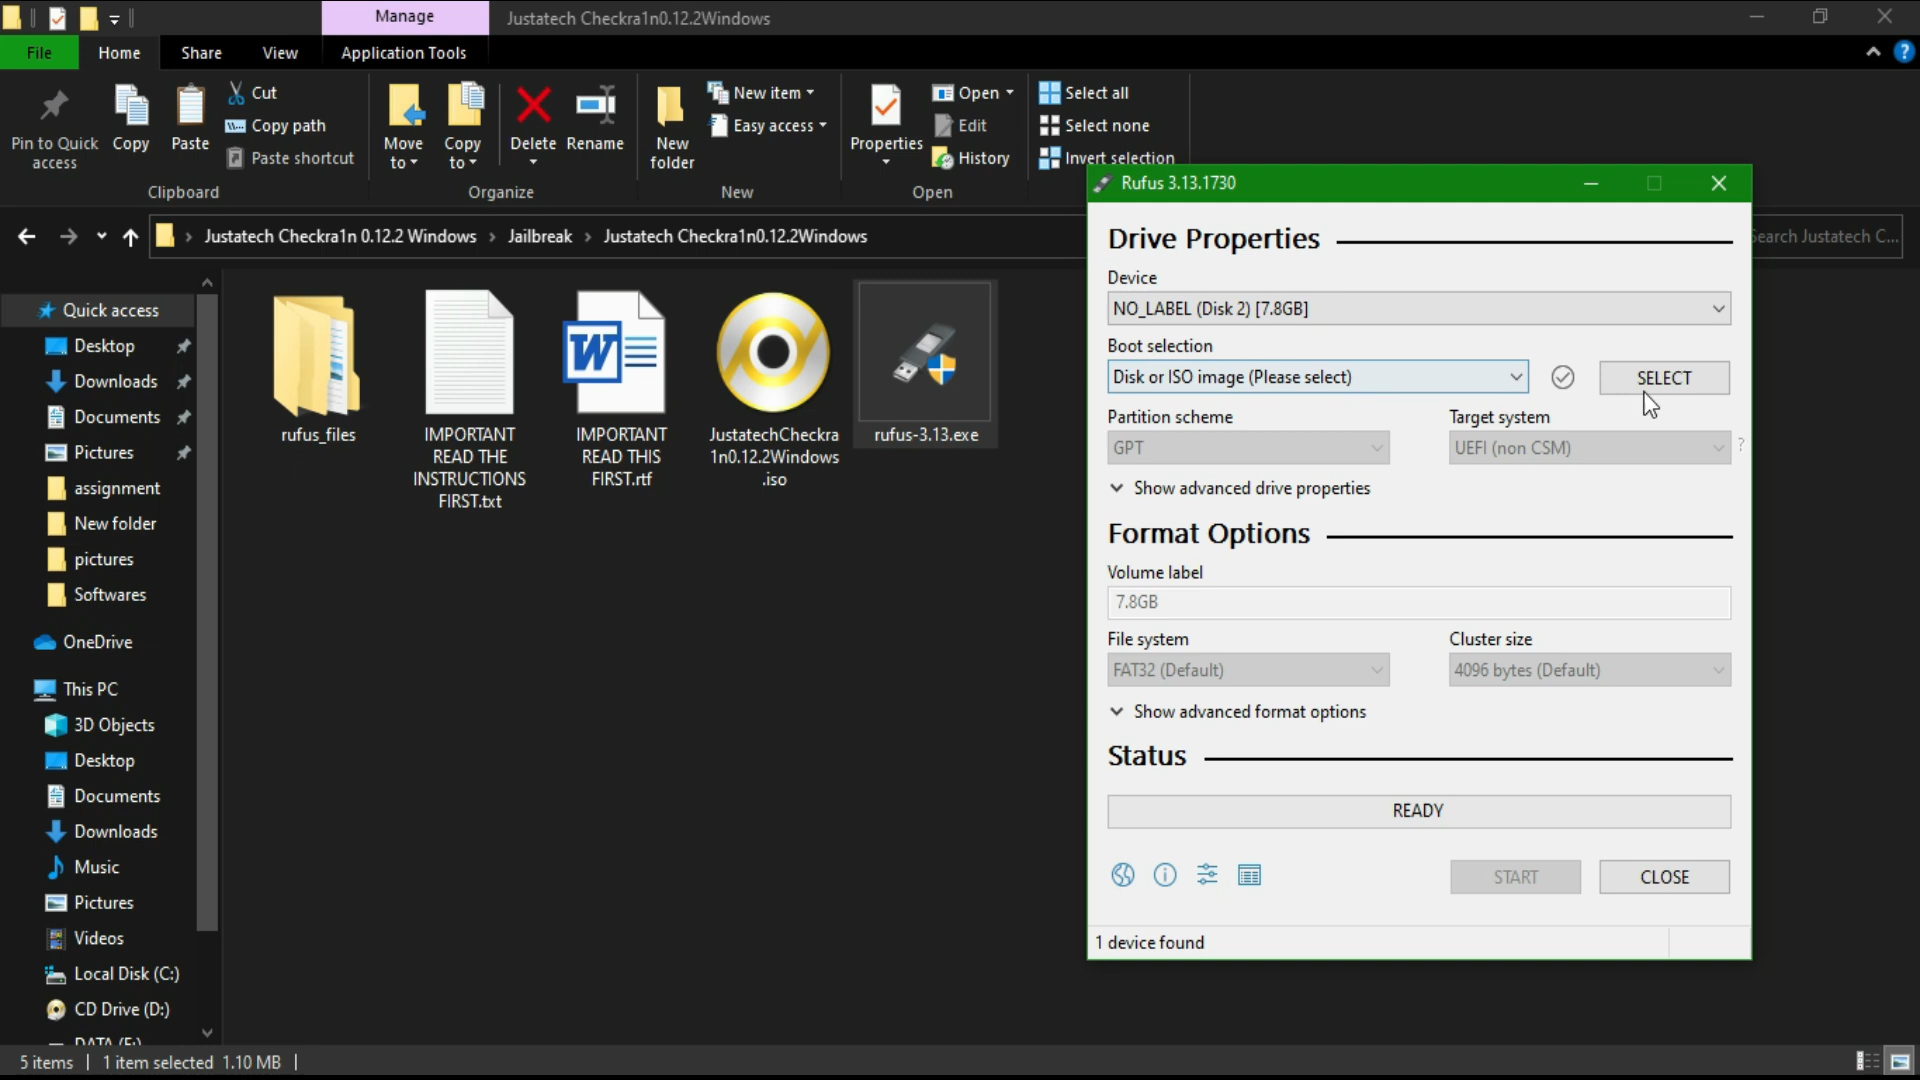 Manage
Justatech Checkra1n0.12.2Windows
File
Home
Share
View
Application Tools
Pin to Quick
access
Copy
Paste
Cut
Copy path
Paste shortcut
Clipboard
Move
to
Copy
to
Delete
Rename
Organize
New
folder
New item
Easy access
New
Properties
Open
Edit
History
Open
Select all
Select none
Invert selection
Justatech Checkra1n 0.12.2 Windows
Jailbreak
Justatech Checkra1n0.12.2Windows
Search Justatech C...
Quick access
Desktop
Downloads
Documents
Pictures
assignment
New folder
pictures
Softwares
OneDrive
This PC
3D Objects
Desktop
Documents
Downloads
Music
Pictures
Videos
Local Disk (C:)
CD Drive (D:)
rufus_files
IMPORTANT
READ THE
INSTRUCTIONS
FIRST.txt
IMPORTANT
READ THIS
FIRST.rtf
JustatechCheckra
1n0.12.2Windows
.iso
rufus-3.13.exe
Rufus 3.13.1730
Drive Properties
Device
NO_LABEL (Disk 2) [7.8GB]
Boot selection
Disk or ISO image (Please select)
SELECT
Partition scheme
Target system
GPT
UEFI (non CSM)
?
Show advanced drive properties
Format Options
Volume label
7.8GB
File system
Cluster size
FAT32 (Default)
4096 bytes (Default)
Show advanced format options
Status
READY
START
CLOSE
1 device found
5 items
1 item selected 1.10 MB